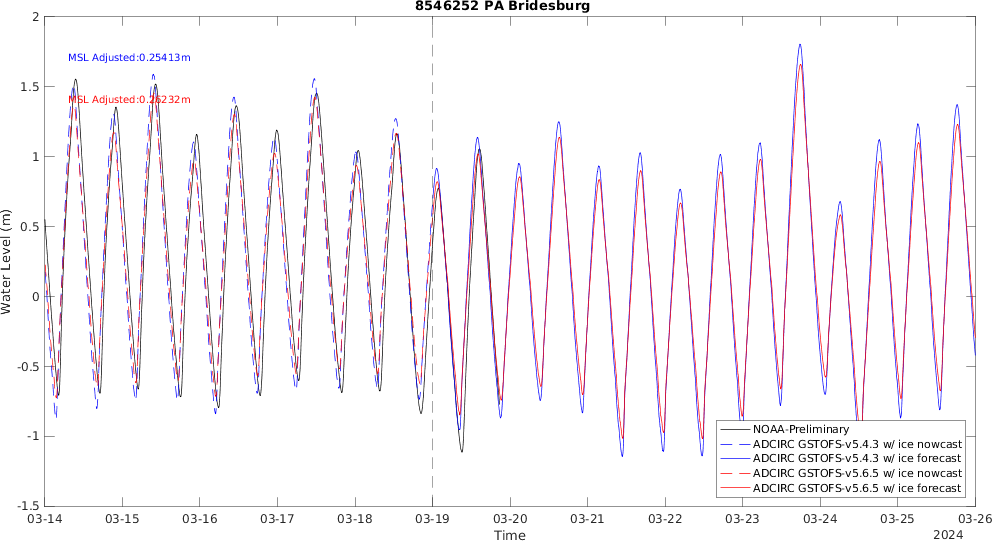 8546252 PA Bridesburg
MSL Adjusted:0.25413m
MSL Adjusted:0.26232m
Water Level (m)
2
1.5
1
0.5
0
-0.5
-1
-1.5
NOAA-Preliminary
ADCIRC GSTOFS-v5.4.3 w/ ice nowcast
ADCIRC GSTOFS-v5.4.3 w/ ice forecast
ADCIRC GSTOFS-v5.6.5 w/ ice nowcast
ADCIRC GSTOFS-v5.6.5 w/ ice forecast
03-14 03-15 03-16 03-17 03-18 03-19 03-20 03-21 03-22 03-23 03-24 03-25 03-26
Time
2024